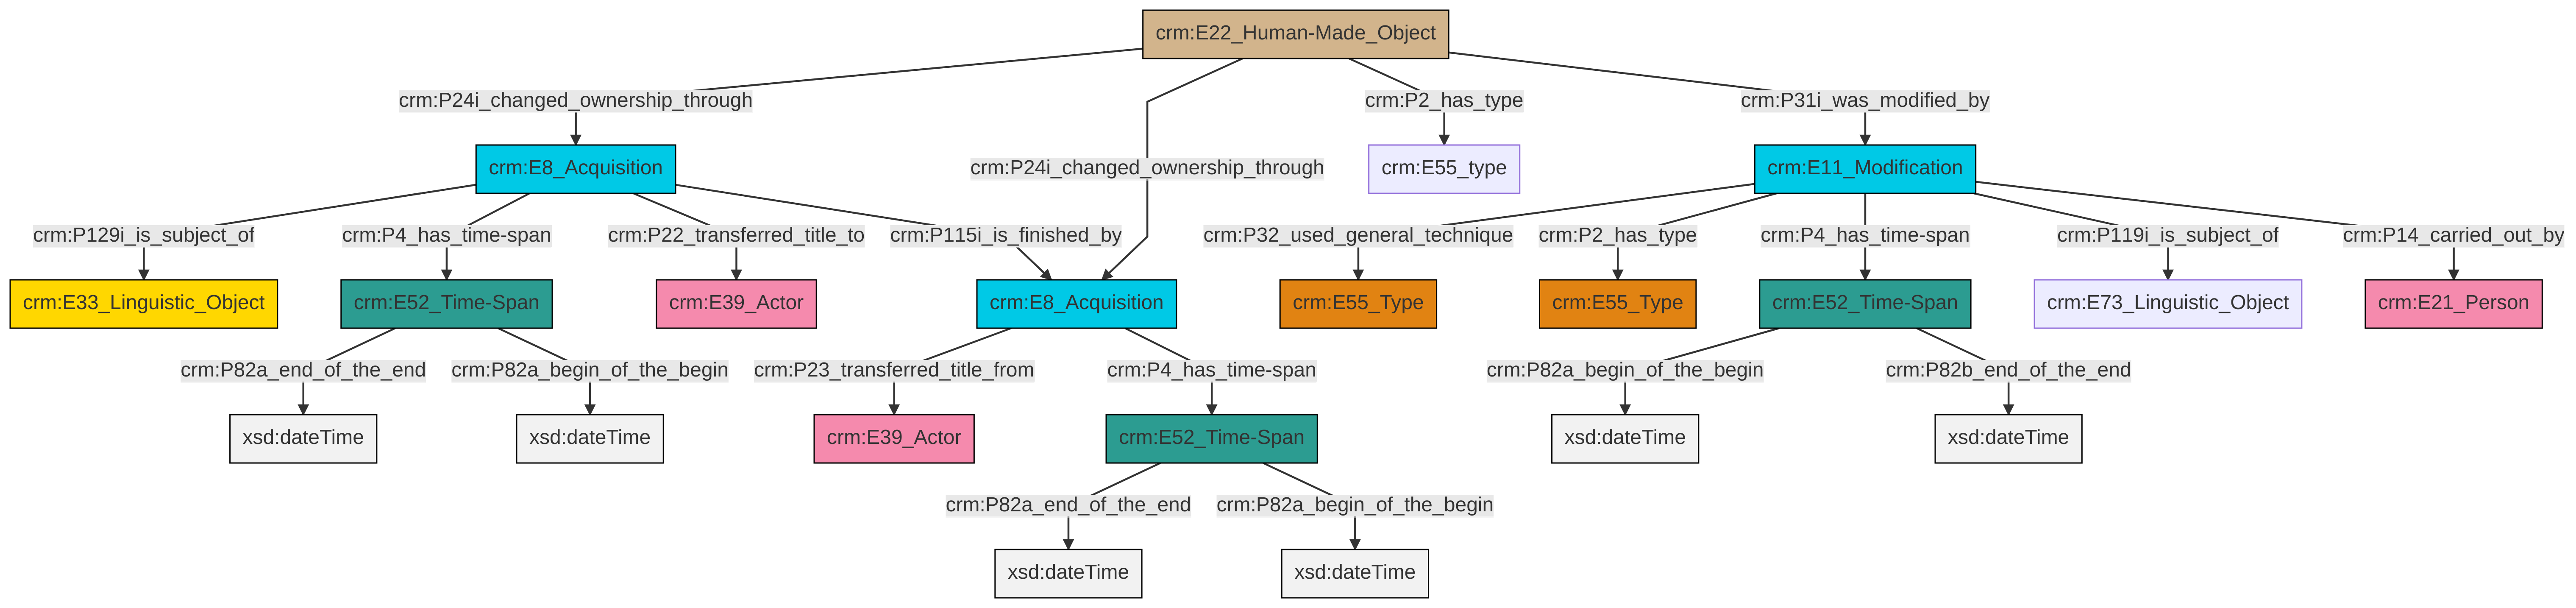 crm:E22_Human-Made_Object
crm:P24i_changed_ownership_through
crm:P2_has_type
crm:P31i_was_modified_by
crm:E8_Acquisition
crm:P24i_changed_ownership_through
crm:E55_type
crm:E11_Modification
crm:P129i_is_subject_of
crm:P4_has_time-span
crm:P22_transferred_title_to
crm:P115i_is_finished_by
crm:P32_used_general_technique
crm:P2_has_type
crm:P4_has_time-span
crm:P119i_is_subject_of
crm:P14_carried_out_by
crm:E33_Linguistic_Object
crm:E52_Time-Span
crm:E39_Actor
crm:E8_Acquisition
crm:E55_Type
crm:E55_Type
crm:E52_Time-Span
crm:E73_Linguistic_Object
crm:E21_Person
crm:P82a_end_of_the_end
crm:P82a_begin_of_the_begin
crm:P23_transferred_title_from
crm:P4_has_time-span
crm:P82a_begin_of_the_begin
crm:P82b_end_of_the_end
xsd:dateTime
xsd:dateTime
crm:E39_Actor
crm:E52_Time-Span
xsd:dateTime
xsd:dateTime
crm:P82a_end_of_the_end
crm:P82a_begin_of_the_begin
xsd:dateTime
xsd:dateTime